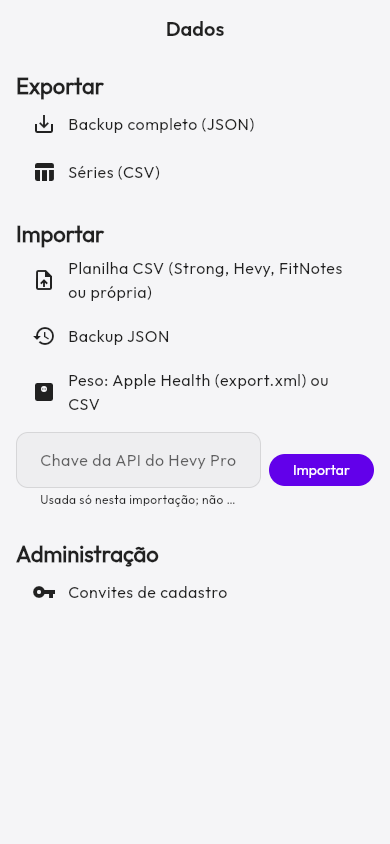 Dados
Exportar
Backup completo (JSON)
Séries (CSV)
Importar
Planilha CSV (Strong, Hevy, FitNotes
ou própria)
Backup JSON
Peso: Apple Health (export.xml) ou
CSV
Chave da API do Hevy Pro
Importar
Usada só nesta importação; não ...
Administração
Convites de cadastro